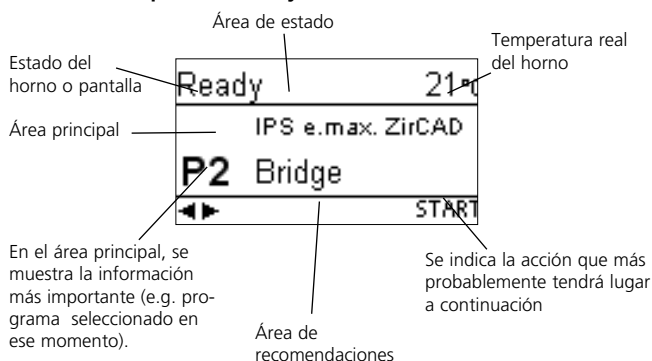 Área de estado
Temperatura real
del horno
Estado del
horno o pantalla
Ready 21°C
Área principal
IPS e.max. ZirCAD
P2 Bridge
START
En el área principal, se
muestra la información
más importante (e.g. pro-
grama seleccionado en
ese momento).
Se indica la acción que más
probablemente tendrá lugar
a continuación
Área de
recomendaciones